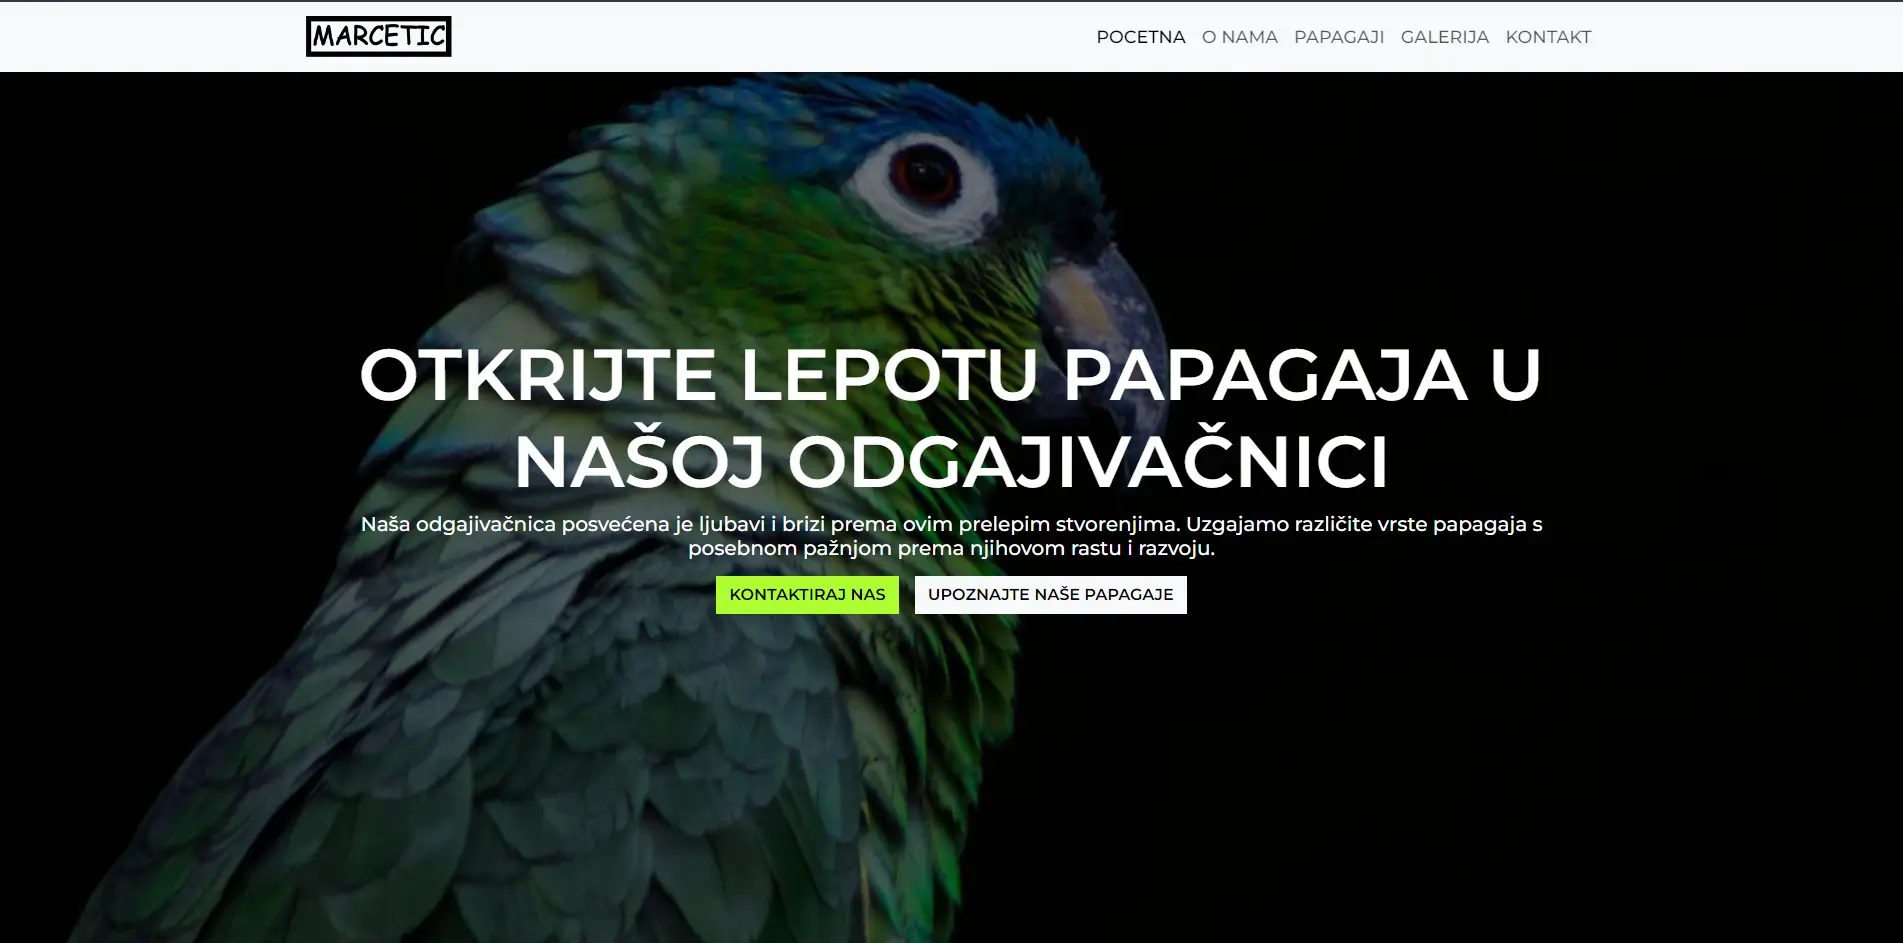 MARCETIC
POCETNA O NAMA PAPAGAJI GALERIJA KONTAKT
OTKRIJTE LEPOTU PAPAGAJA U
NAŠOJ ODGAJIVAČNICI
Naša odgajivačnica posvećena je ljubavi i brizi prema ovim prelepim stvorenjima. Uzgajamo različite vrste papagaja s
posebnom pažnjom prema njihovom rastu i razvoju.
KONTAKTIRAJ NAS UPOZNAJTE NAŠE PAPAGAJE